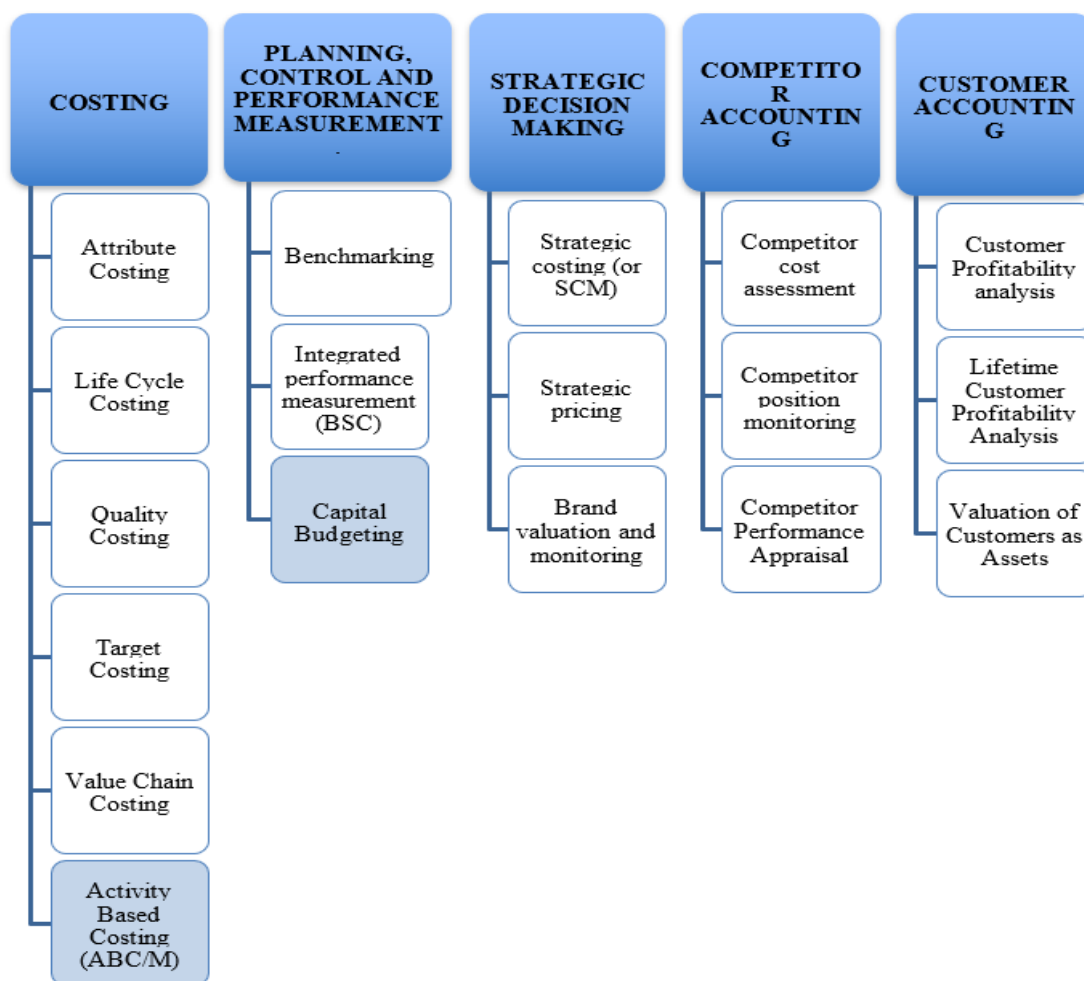 COSTING
Attribute
Costing
Life Cycle
Costing
Quality
Costing
Target
Costing
Value Chain
Costing
Activity
Based
Costing
(ABC/M)
PLANNING,
CONTROL AND
PERFORMANCE
MEASUREMENT
.
Benchmarking
Integrated
performance
measurement
(BSC)
Capital
Budgeting
STRATEGIC
DECISION
MAKING
Strategic
costing (or
SCM)
Strategic
pricing
Brand
valuation and
monitoring
COMPETITO
R
ACCOUNTIN
G
Competitor
cost
assessment
Competitor
position
monitoring
Competitor
Performance
Appraisal
CUSTOMER
ACCOUNTIN
G
Customer
Profitability
analysis
Lifetime
Customer
Profitability
Analysis
Valuation of
Customers as
Assets